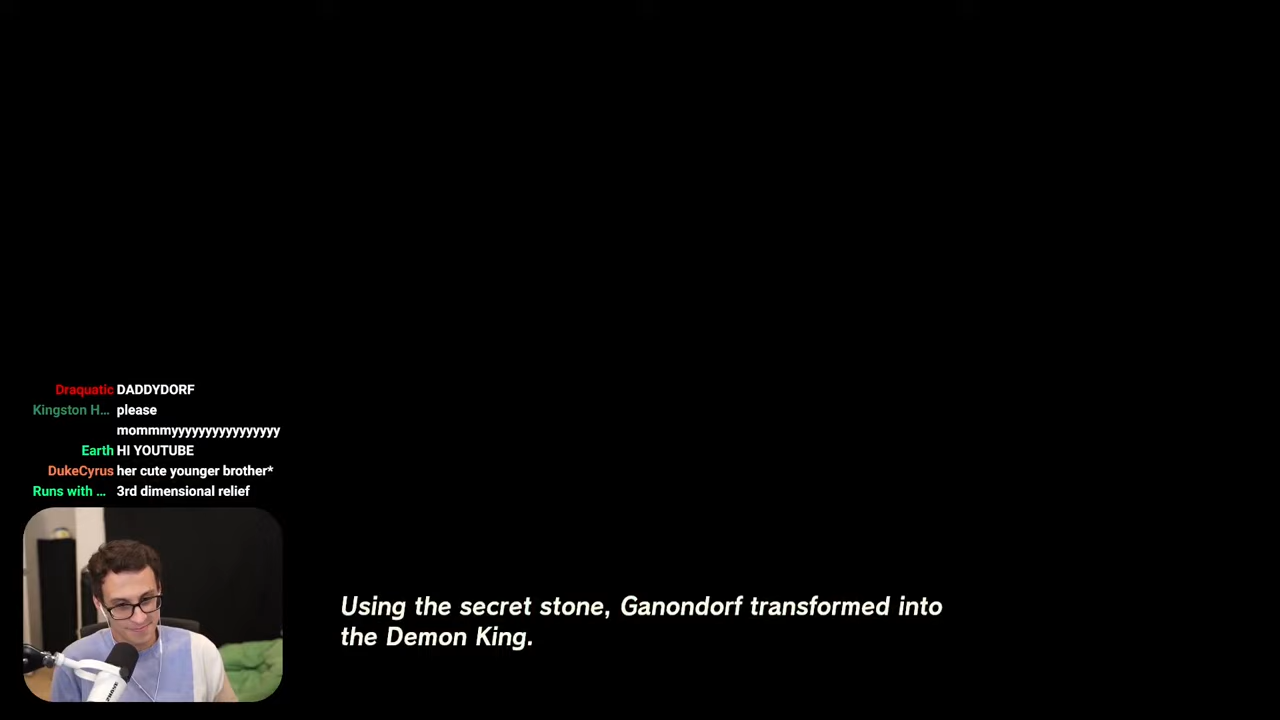 Draquatic DADDYDORF
Kingston H... please
mommmyyyyyyyyyyyyyyyy
Earth HI YOUTUBE
DukeCyrus her cute younger brother*
Runs with ... 3rd dimensional relief
Using the secret stone, Ganondorf transformed into
the Demon King.